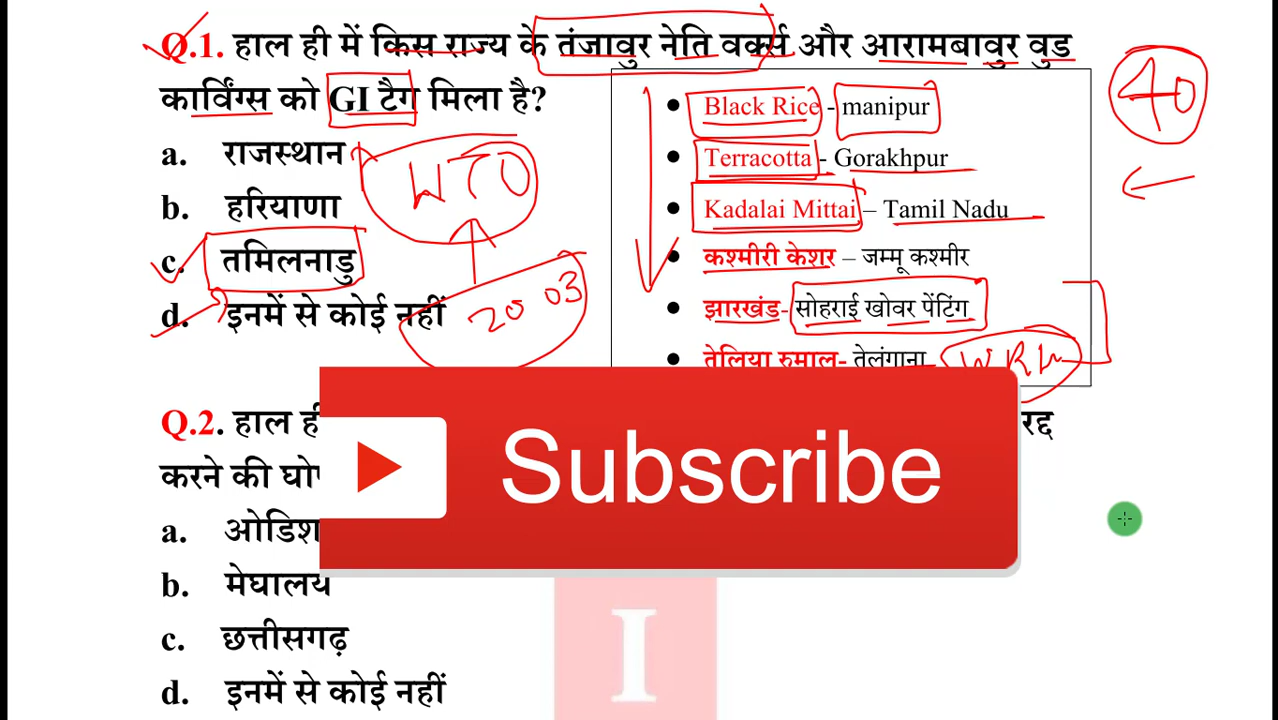 Q.1. हाल ही में किस राज्य के तंजावुर नेति वर्क्स और आरामबावुर वुड
कार्विंग्स को GI टैग मिला है?
a. राजस्थान
b. हरियाणा
c. तमिलनाडु
d. इनमें से कोई नहीं
WTO
2003
• Black Rice - manipur
• Terracotta - Gorakhpur
• Kadalai Mittai – Tamil Nadu
• कश्मीरी केशर – जम्मू कश्मीर
• झारखंड- सोहराई खोवर पेंटिंग
• तेलिया रुमाल- तेलंगाना
40
Q.2. हाल ही रद्द
करने की
a.
b. मेघालय
c. छत्तीसगढ़
d. इनमें से कोई नहीं
Subscribe
I